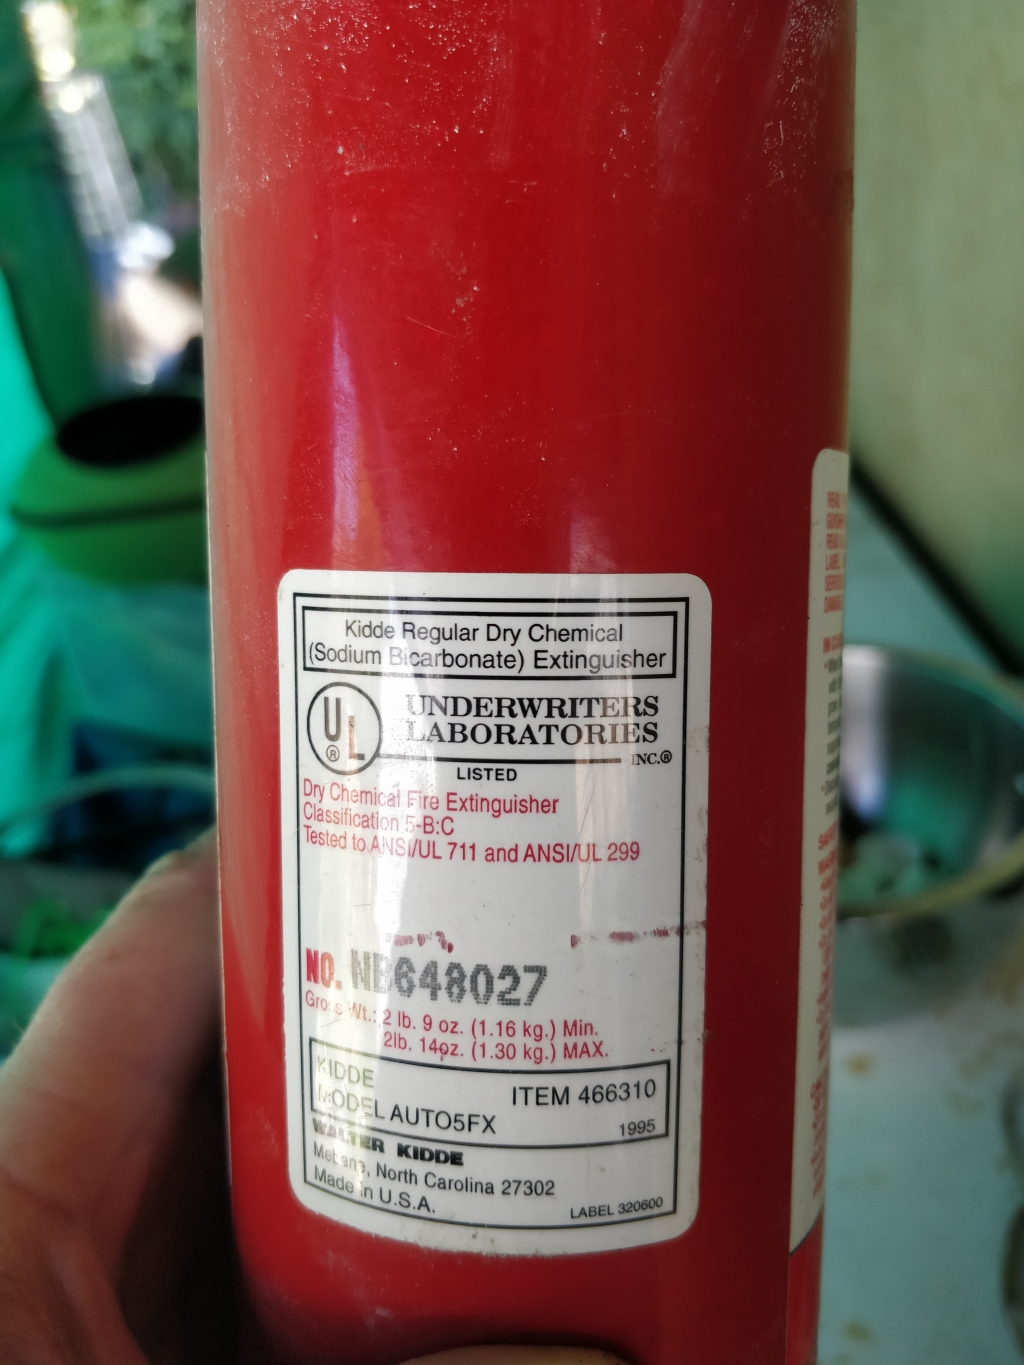 Kidde Regular Dry Chemical
(Sodium Bicarbonate) Extinguisher
UL
®
UNDERWRITERS
LABORATORIES
INC.®
LISTED
Dry Chemical Fire Extinguisher
Classification 5-B:C
Tested to ANSI/UL 711 and ANSI/UL 299
NO. NB648027
Gross Wt.: 2 lb. 9 oz. (1.16 kg.) Min.
2lb. 14oz. (1.30 kg.) MAX.
KIDDE
MODEL AUTO5FX
ITEM 466310
1995
WALTER KIDDE
Mebane, North Carolina 27302
Made in U.S.A.
LABEL 320600
READ
LABEL